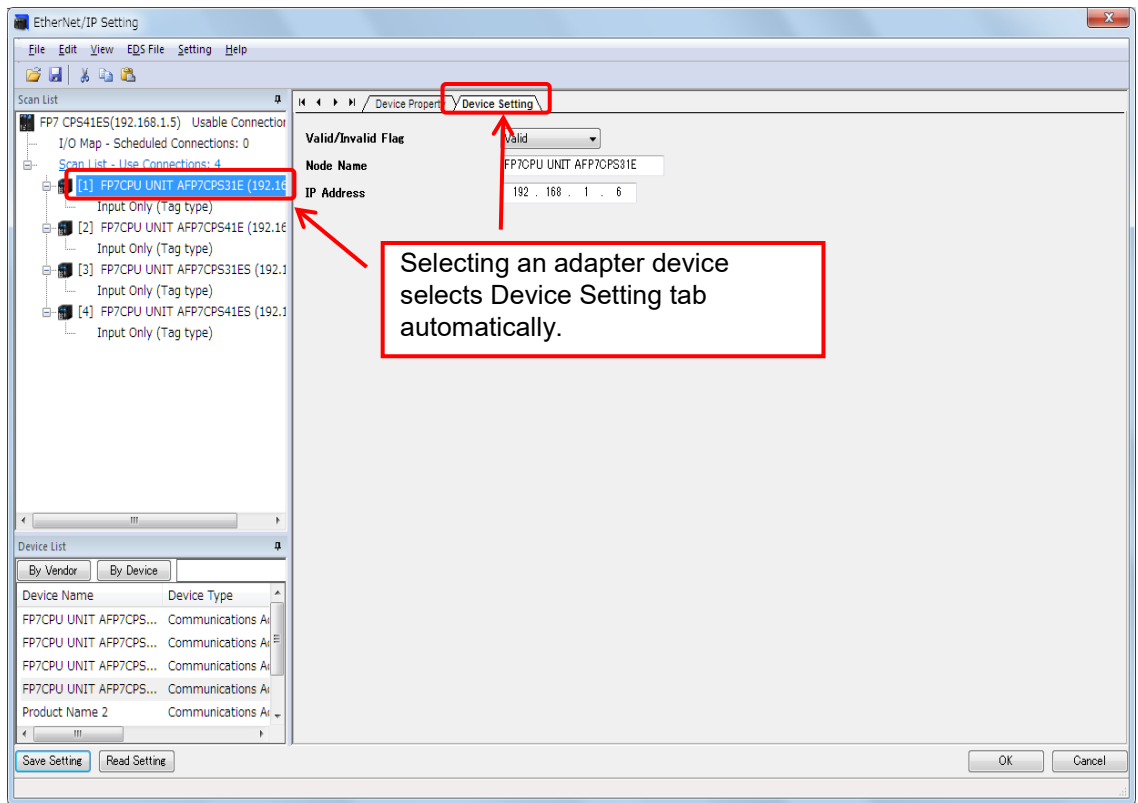 EtherNet/IP Setting
X
File Edit View EDS File Setting Help
Scan List
FP7 CPS41ES(192.168.1.5) Usable Connection
I/O Map - Scheduled Connections: 0
Scan List - Use Connections: 4
[1] FP7CPU UNIT AFP7CPS31E (192.16
Input Only (Tag type)
[2] FP7CPU UNIT AFP7CPS41E (192.16
Input Only (Tag type)
[3] FP7CPU UNIT AFP7CPS31ES (192.1
Input Only (Tag type)
[4] FP7CPU UNIT AFP7CPS41ES (192.1
Input Only (Tag type)
Device Property Device Setting
Valid/Invalid Flag Valid
Node Name FP7CPU UNIT AFP7CPS31E
IP Address 192 . 168 . 1 . 6
Selecting an adapter device
selects Device Setting tab
automatically.
Device List
By Vendor By Device
Device Name Device Type
FP7CPU UNIT AFP7CPS... Communications A
FP7CPU UNIT AFP7CPS... Communications A
FP7CPU UNIT AFP7CPS... Communications A
FP7CPU UNIT AFP7CPS... Communications A
Product Name 2 Communications A
Save Setting Read Setting OK Cancel